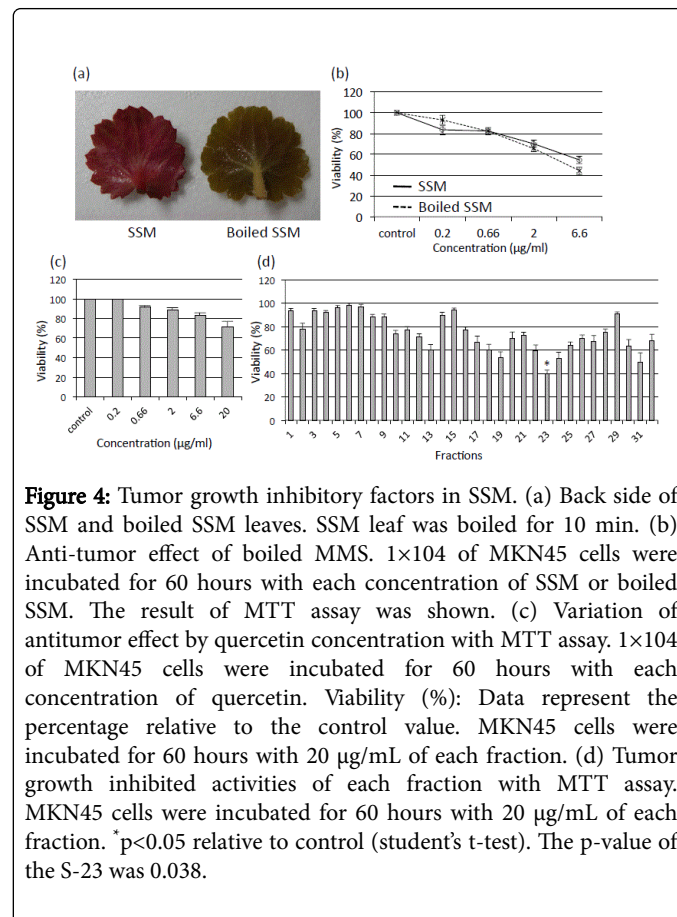 (a)
SSM
Boiled SSM
(b)
Viability (%)
120
100
80
60
40
20
0
SSM
Boiled SSM
control
0.2
0.66
2
6.6
Concentration (µg/ml)
(c)
Viability (%)
120
100
80
60
40
20
0
control
0.2
0.66
2
6.6
20
Concentration (µg/ml)
(d)
Viability (%)
120
100
80
60
40
20
0
*
1
3
5
7
9
11
13
15
17
19
21
23
25
27
29
31
Fractions
Figure 4: Tumor growth inhibitory factors in SSM. (a) Back side of
SSM and boiled SSM leaves. SSM leaf was boiled for 10 min. (b)
Anti-tumor effect of boiled MMS. 1×104 of MKN45 cells were
incubated for 60 hours with each concentration of SSM or boiled
SSM. The result of MTT assay was shown. (c) Variation of
antitumor effect by quercetin concentration with MTT assay. 1×104
of MKN45 cells were incubated for 60 hours with each
concentration of quercetin. Viability (%): Data represent the
percentage relative to the control value. MKN45 cells were
incubated for 60 hours with 20 µg/mL of each fraction. (d) Tumor
growth inhibited activities of each fraction with MTT assay.
MKN45 cells were incubated for 60 hours with 20 µg/mL of each
fraction. *p<0.05 relative to control (student's t-test). The p-value of
the S-23 was 0.038.